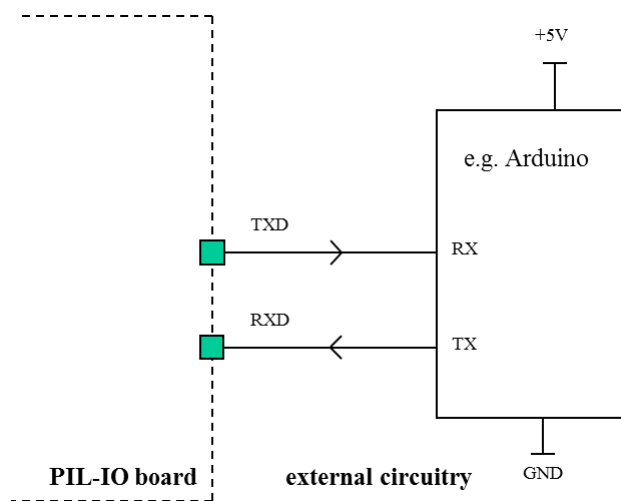 +5V
e.g. Arduino
TXD
RX
RXD
TX
PIL-IO board
external circuitry
GND